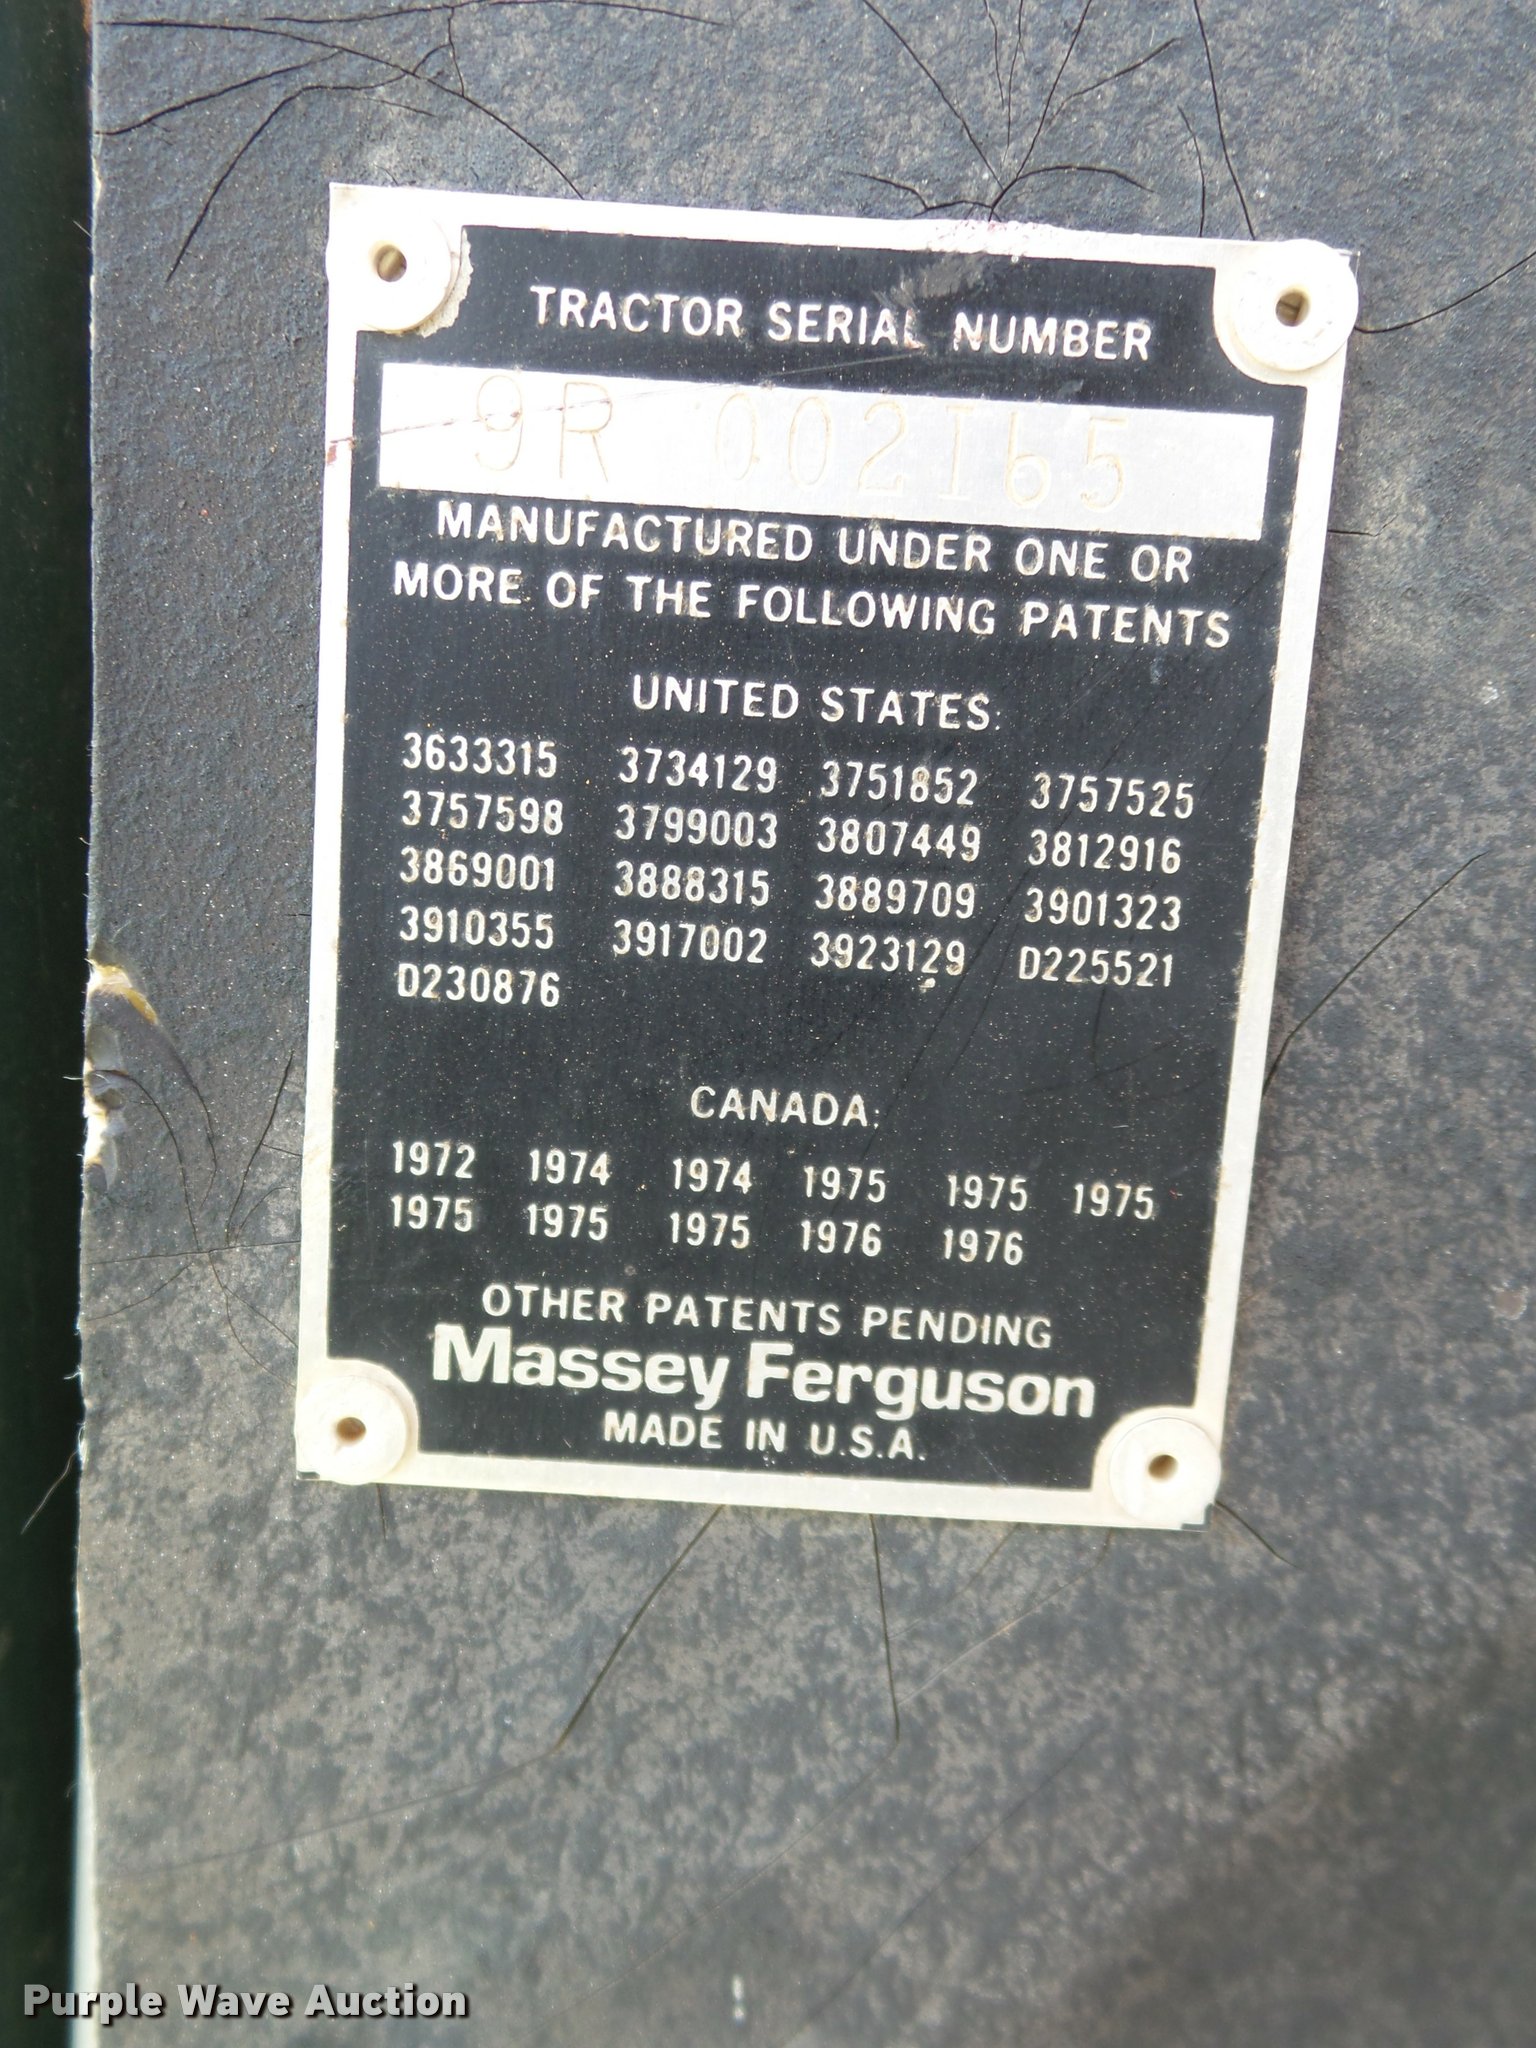 TRACTOR SERIAL NUMBER
9R 002165
MANUFACTURED UNDER ONE OR
MORE OF THE FOLLOWING PATENTS
UNITED STATES:
3633315 3734129 3751852 3757525
3757598 3799003 3807449 3812916
3869001 3888315 3889709 3901323
3910355 3917002 3923129 D225521
D230876
CANADA:
1972 1974 1974 1975 1975 1975
1975 1975 1975 1976 1976
OTHER PATENTS PENDING
Massey Ferguson
MADE IN U.S.A.
Purple Wave Auction